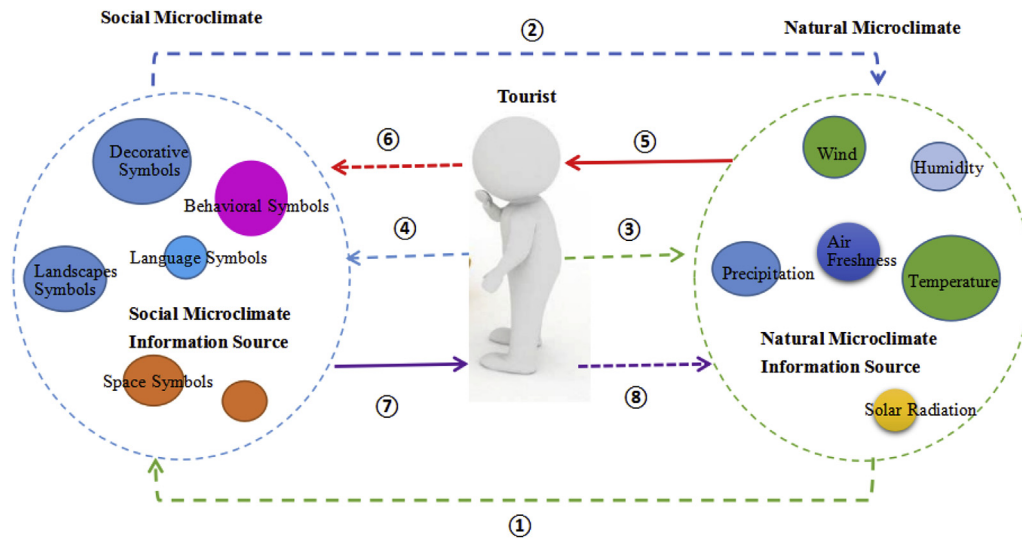 Social Microclimate
②
Natural Microclimate
Tourist
⑥
⑤
Decorative
Symbols
Wind
Humidity
Behavioral Symbols
④
③
Language Symbols
Air
Freshness
Landscapes
Symbols
Precipitation
Temperature
Social Microclimate
Information Source
Natural Microclimate
Information Source
Space Symbols
⑦
⑧
Solar Radiation
①